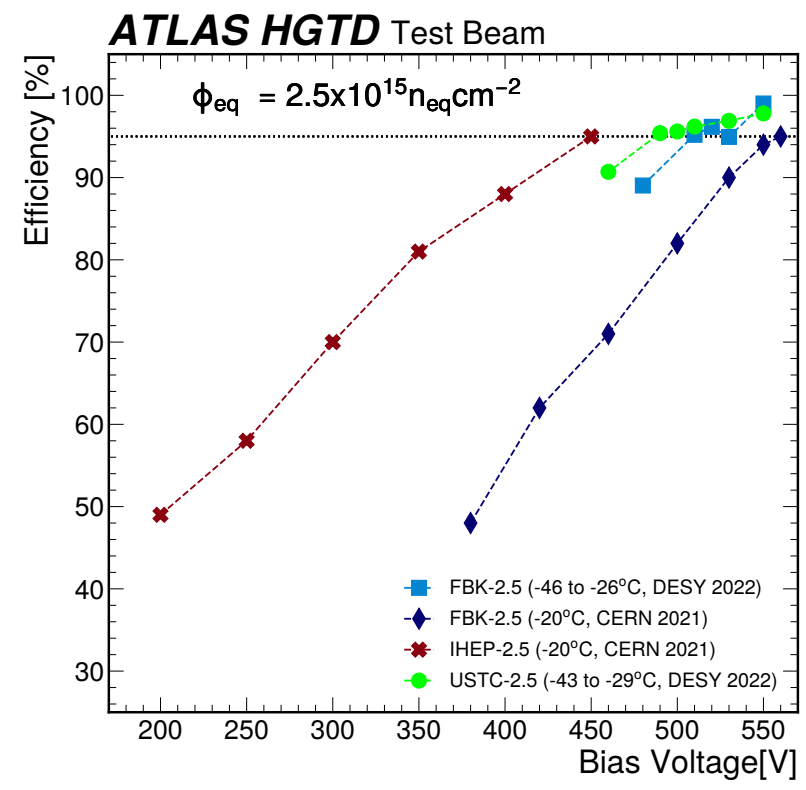 ATLAS HGTD Test Beam
Efficiency [%]
ϕeq = 2.5x10¹⁵neqcm⁻²
100
90
80
70
60
50
40
30
FBK-2.5 (-46 to -26°C, DESY 2022)
FBK-2.5 (-20°C, CERN 2021)
IHEP-2.5 (-20°C, CERN 2021)
USTC-2.5 (-43 to -29°C, DESY 2022)
200 250 300 350 400 450 500 550
Bias Voltage[V]